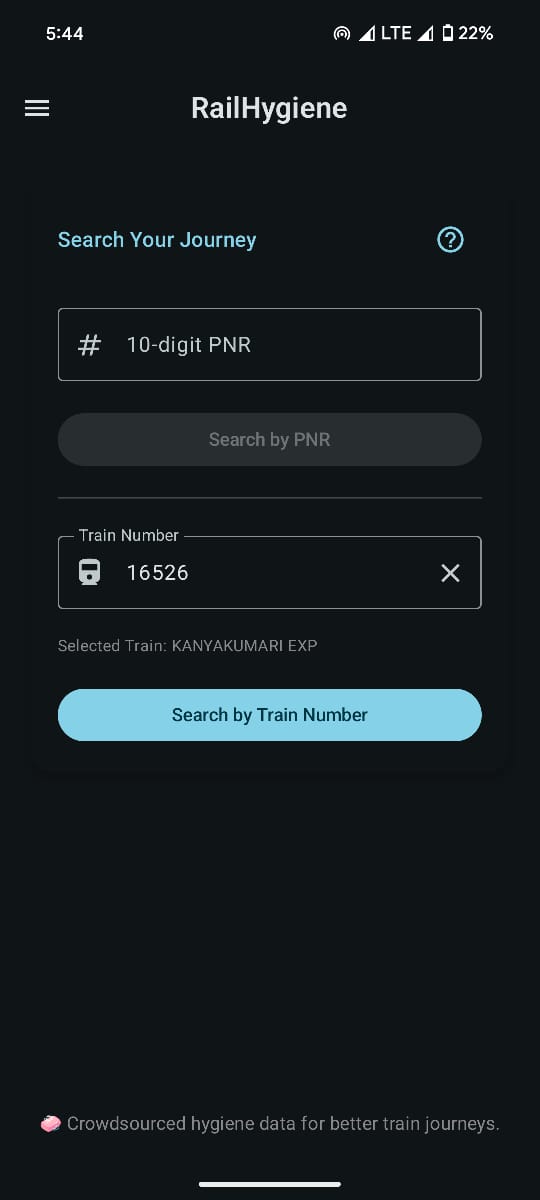 5:44
LTE 22%
RailHygiene
Search Your Journey
# 10-digit PNR
Search by PNR
Train Number
16526
Selected Train: KANYAKUMARI EXP
Search by Train Number
🧼 Crowdsourced hygiene data for better train journeys.